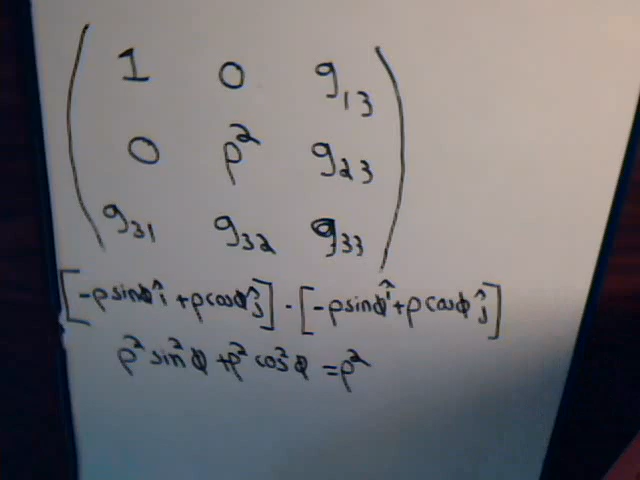 1 0 g₁₃
0 ρ² g₂₃
g₃₁ g₃₂ g₃₃
[-ρsinφî + ρcosφĵ] · [-ρsinφî + ρcosφĵ]
ρ² sin²φ + ρ² cos²φ = ρ²